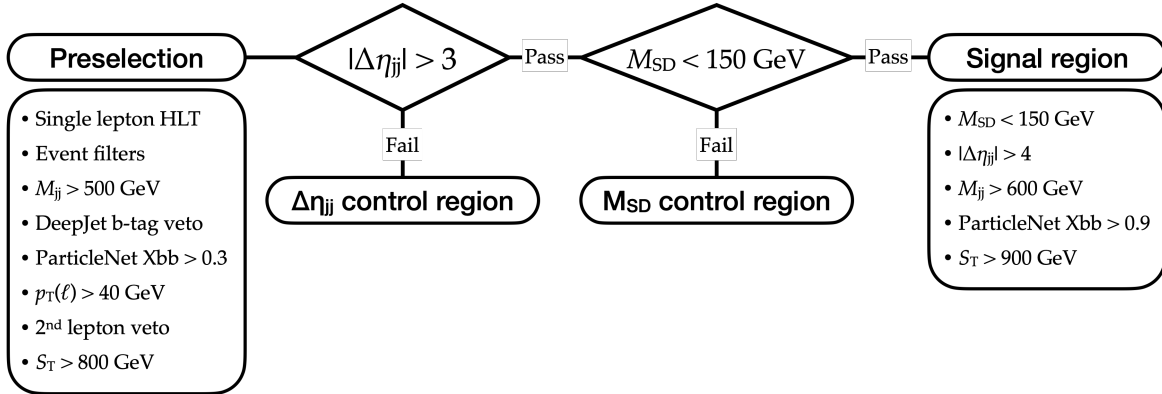 Preselection
• Single lepton HLT
• Event filters
• Mjj > 500 GeV
• DeepJet b-tag veto
• ParticleNet Xbb > 0.3
• pT(ℓ) > 40 GeV
• 2nd lepton veto
• ST > 800 GeV
|Δηjj| > 3
Pass
Fail
Δηjj control region
MSD < 150 GeV
Pass
Fail
MSD control region
Signal region
• MSD < 150 GeV
• |Δηjj| > 4
• Mjj > 600 GeV
• ParticleNet Xbb > 0.9
• ST > 900 GeV